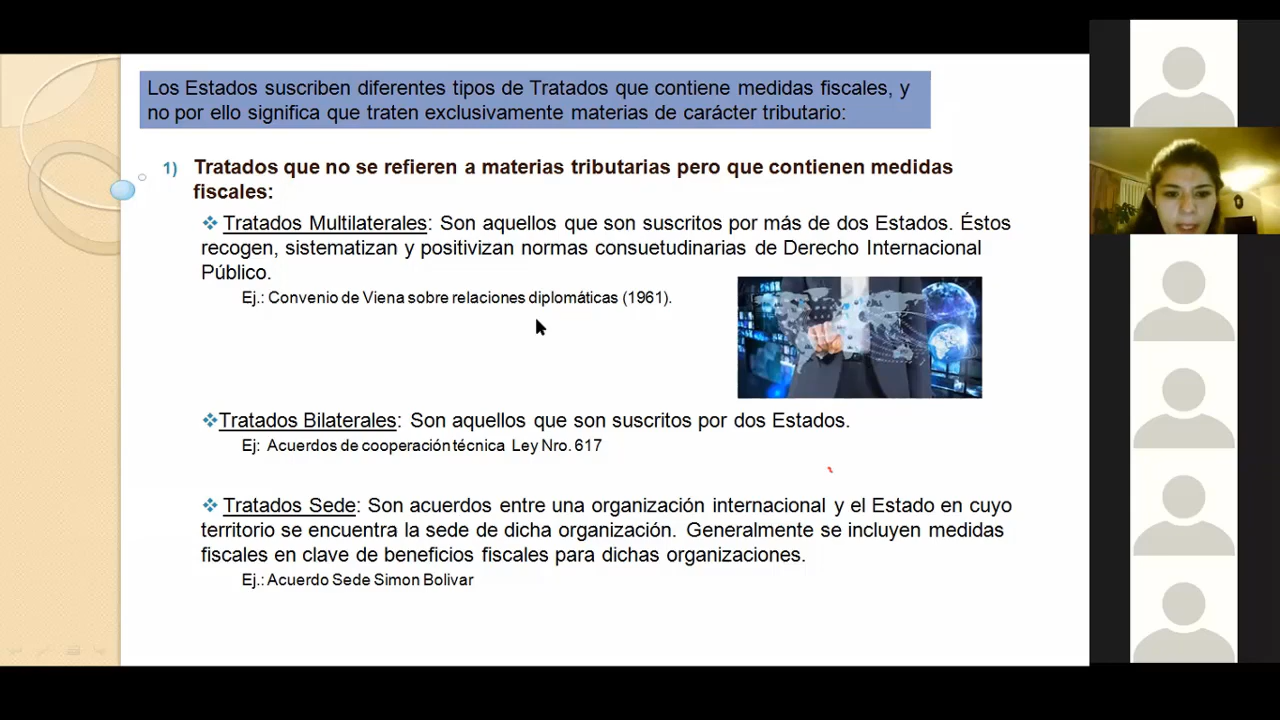 Los Estados suscriben diferentes tipos de Tratados que contiene medidas fiscales, y
no por ello significa que traten exclusivamente materias de carácter tributario:
1) Tratados que no se refieren a materias tributarias pero que contienen medidas
fiscales:
❖ Tratados Multilaterales: Son aquellos que son suscritos por más de dos Estados. Éstos
recogen, sistematizan y positivizan normas consuetudinarias de Derecho Internacional
Público.
Ej.: Convenio de Viena sobre relaciones diplomáticas (1961).
❖Tratados Bilaterales: Son aquellos que son suscritos por dos Estados.
Ej: Acuerdos de cooperación técnica Ley Nro. 617
❖ Tratados Sede: Son acuerdos entre una organización internacional y el Estado en cuyo
territorio se encuentra la sede de dicha organización. Generalmente se incluyen medidas
fiscales en clave de beneficios fiscales para dichas organizaciones.
Ej.: Acuerdo Sede Simon Bolivar